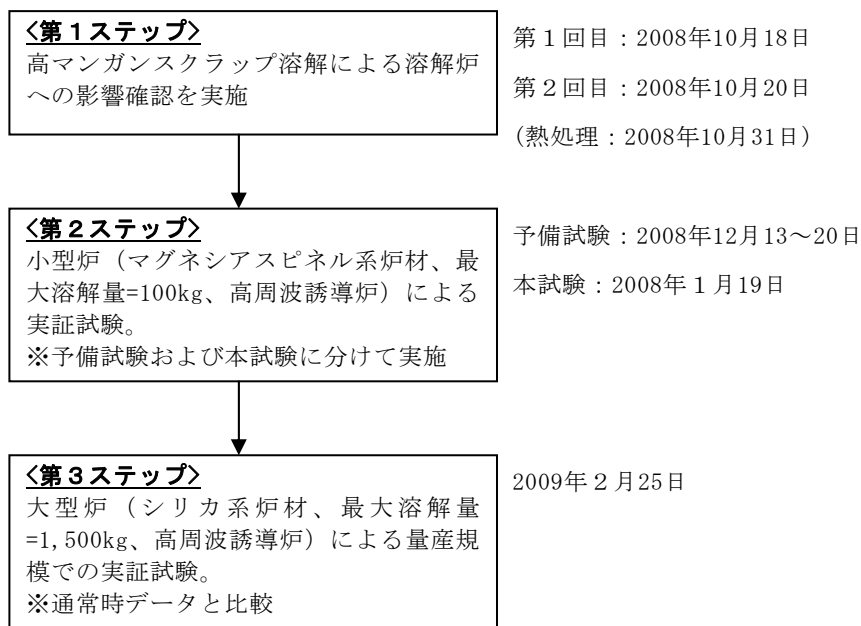 <第１ステップ>
高マンガンスクラップ溶解による溶解炉
への影響確認を実施
第１回目：2008年10月18日
第２回目：2008年10月20日
(熱処理：2008年10月31日)
<第２ステップ>
小型炉（マグネシアスピネル系炉材、最
大溶解量=100kg、高周波誘導炉）による
実証試験。
※予備試験および本試験に分けて実施
予備試験：2008年12月13～20日
本試験：2008年１月19日
<第３ステップ>
大型炉（シリカ系炉材、最大溶解量
=1,500kg、高周波誘導炉）による量産規
模での実証試験。
※通常時データと比較
2009年２月25日